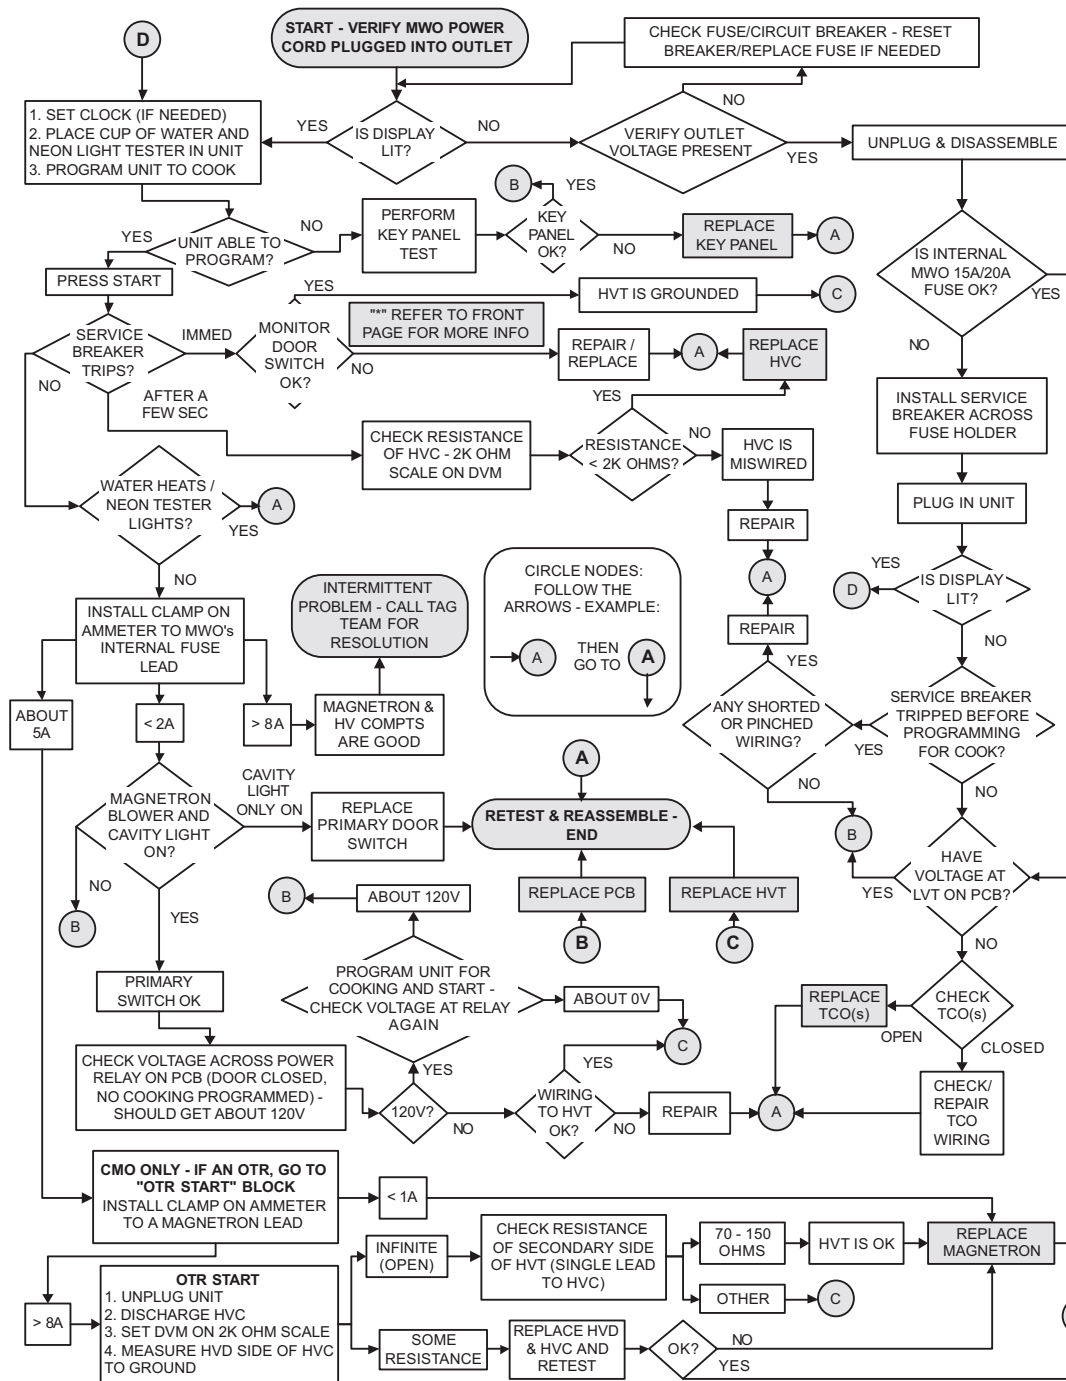 D
START - VERIFY MWO POWER
CORD PLUGGED INTO OUTLET
CHECK FUSE/CIRCUIT BREAKER - RESET
BREAKER/REPLACE FUSE IF NEEDED
NO
1. SET CLOCK (IF NEEDED)
2. PLACE CUP OF WATER AND
NEON LIGHT TESTER IN UNIT
3. PROGRAM UNIT TO COOK
YES
IS DISPLAY
LIT?
NO
VERIFY OUTLET
VOLTAGE PRESENT
YES
UNPLUG & DISASSEMBLE
B
YES
YES
UNIT ABLE TO
PROGRAM?
NO
PERFORM
KEY PANEL
TEST
KEY
PANEL
OK?
NO
REPLACE
KEY PANEL
A
IS INTERNAL
MWO 15A/20A
FUSE OK?
YES
NO
PRESS START
YES
HVT IS GROUNDED
C
"*" REFER TO FRONT
PAGE FOR MORE INFO
SERVICE
BREAKER
TRIPS?
IMMED
MONITOR
DOOR
SWITCH
OK?
NO
REPAIR /
REPLACE
A
REPLACE
HVC
NO
AFTER A
FEW SEC
YES
INSTALL SERVICE
BREAKER ACROSS
FUSE HOLDER
CHECK RESISTANCE
OF HVC - 2K OHM
SCALE ON DVM
RESISTANCE
< 2K OHMS?
NO
HVC IS
MISWIRED
WATER HEATS /
NEON TESTER
LIGHTS?
A
YES
NO
PLUG IN UNIT
REPAIR
A
REPAIR
YES
YES
D
IS DISPLAY
LIT?
NO
CIRCLE NODES:
FOLLOW THE
ARROWS - EXAMPLE:
A
THEN
GO TO
A
INTERMITTENT
PROBLEM - CALL TAG
TEAM FOR
RESOLUTION
INSTALL CLAMP ON
AMMETER TO MWO's
INTERNAL FUSE
LEAD
ABOUT
5A
< 2A
> 8A
MAGNETRON &
HV COMPTS
ARE GOOD
ANY SHORTED
OR PINCHED
WIRING?
YES
SERVICE BREAKER
TRIPPED BEFORE
PROGRAMMING
FOR COOK?
NO
NO
B
A
CAVITY
LIGHT
ONLY ON
MAGNETRON
BLOWER AND
CAVITY LIGHT
ON?
REPLACE
PRIMARY DOOR
SWITCH
RETEST & REASSEMBLE -
END
HAVE
VOLTAGE AT
LVT ON PCB?
YES
NO
NO
B
YES
B
ABOUT 120V
REPLACE PCB
REPLACE HVT
B
C
PRIMARY
SWITCH OK
PROGRAM UNIT FOR
COOKING AND START -
CHECK VOLTAGE AT RELAY
AGAIN
ABOUT 0V
C
REPLACE
TCO(s)
CHECK
TCO(s)
OPEN
CLOSED
CHECK VOLTAGE ACROSS POWER
RELAY ON PCB (DOOR CLOSED,
NO COOKING PROGRAMMED) -
SHOULD GET ABOUT 120V
YES
120V?
NO
YES
WIRING
TO HVT
OK?
NO
REPAIR
A
CHECK/
REPAIR
TCO
WIRING
CMO ONLY - IF AN OTR, GO TO
"OTR START" BLOCK
INSTALL CLAMP ON AMMETER
TO A MAGNETRON LEAD
< 1A
> 8A
OTR START
1. UNPLUG UNIT
2. DISCHARGE HVC
3. SET DVM ON 2K OHM SCALE
4. MEASURE HVD SIDE OF HVC
TO GROUND
INFINITE
(OPEN)
CHECK RESISTANCE
OF SECONDARY SIDE
OF HVT (SINGLE LEAD
TO HVC)
70 - 150
OHMS
HVT IS OK
REPLACE
MAGNETRON
OTHER
C
SOME
RESISTANCE
REPLACE HVD
& HVC AND
RETEST
OK?
NO
YES